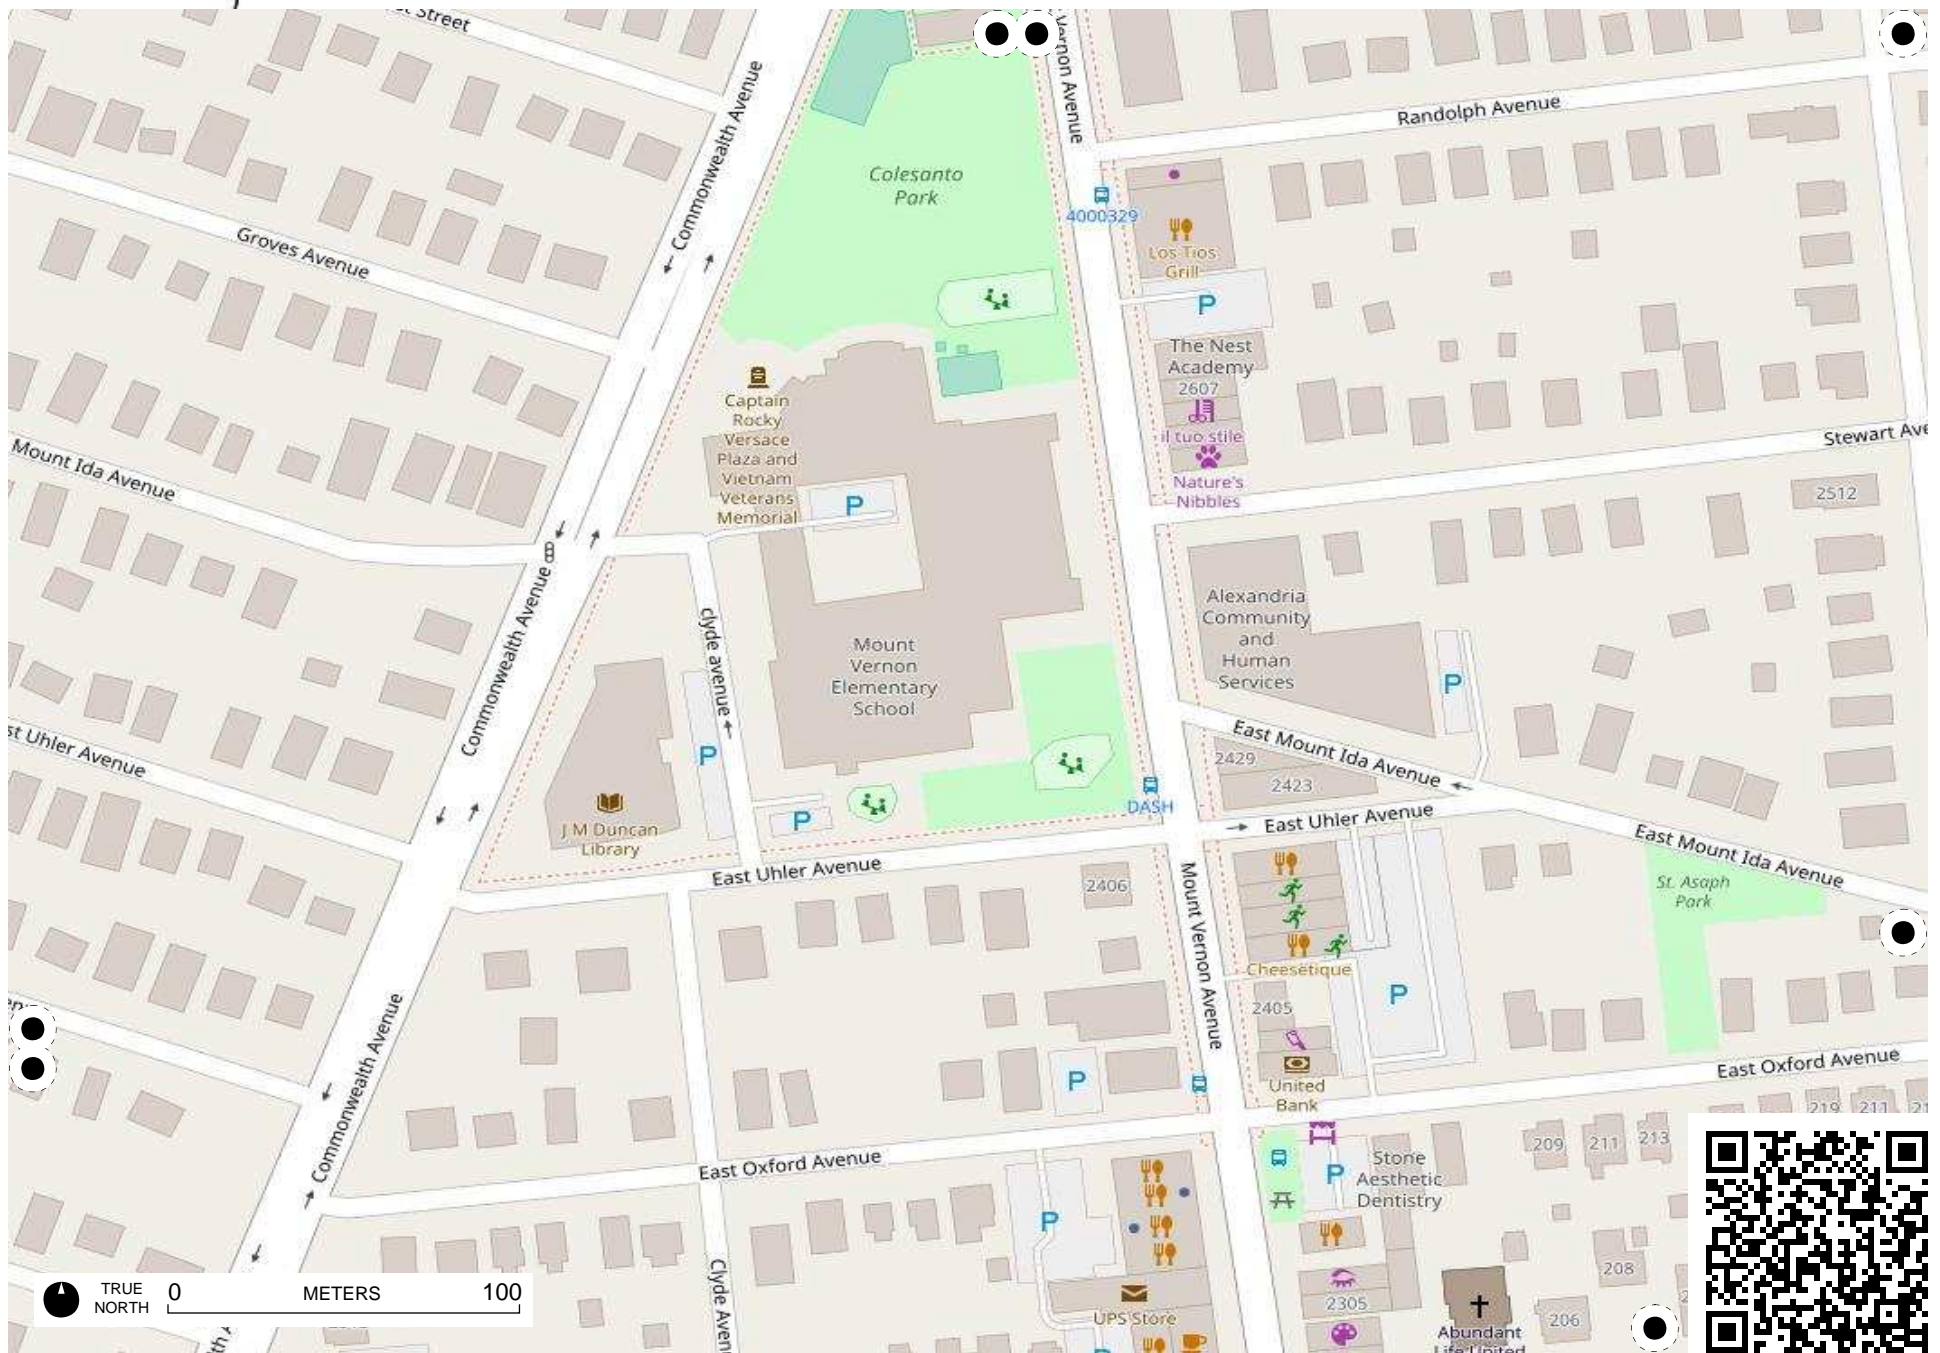 Street
Commonwealth Avenue
Vernon Avenue
Randolph Avenue
Colesanto
Park
4000329
Los Tios
Grill
P
Groves Avenue
The Nest
Academy
2607
il tuo stile
Nature's
Nibbles
Stewart Ave
2512
Captain
Rocky
Versace
Plaza and
Vietnam
Veterans
Memorial
P
Mount Ida Avenue
Commonwealth Avenue
clyde avenue
Mount
Vernon
Elementary
School
Alexandria
Community
and
Human
Services
P
East Mount Ida Avenue
2429
2423
st Uhler Avenue
P
P
DASH
J M Duncan
Library
East Uhler Avenue
East Uhler Avenue
East Mount Ida Avenue
2406
St. Asaph
Park
Mount Vernon Avenue
Cheesetique
P
2405
Commonwealth Avenue
P
United
Bank
East Oxford Avenue
219
211
21
209
211
213
East Oxford Avenue
P
Stone
Aesthetic
Dentistry
P
Clyde Aven
208
TRUE
NORTH
0
METERS
100
UPS Store
2305
206
Abundant
Life United